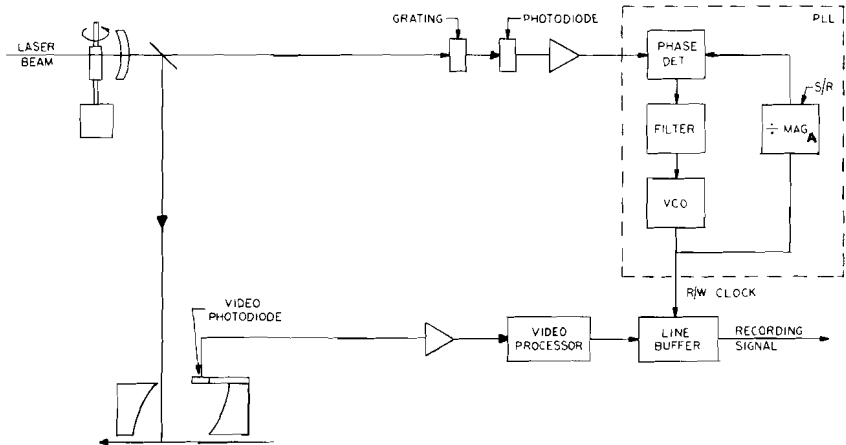 GRATING
PHOTODIODE
PLL
LASER
BEAM
PHASE
DET
S/R
FILTER
÷ MAG A
VCO
R/W CLOCK
VIDEO
PHOTODIODE
VIDEO
PROCESSOR
LINE
BUFFER
RECORDING
SIGNAL